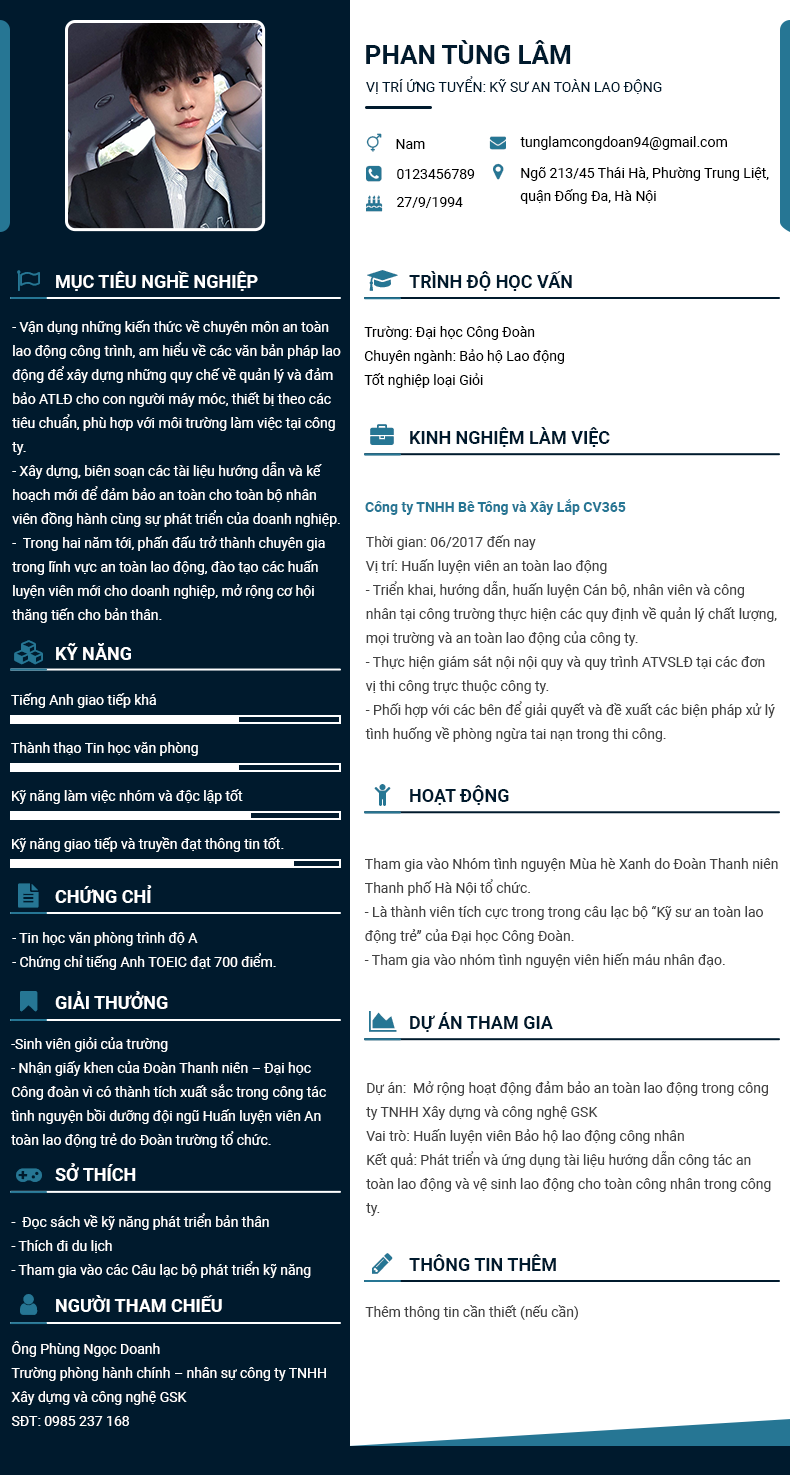 PHAN TÙNG LÂM
VỊ TRÍ ỨNG TUYỂN: KỸ SƯ AN TOÀN LAO ĐỘNG
Nam
0123456789
27/9/1994
tunglamcongdoan94@gmail.com
Ngõ 213/45 Thái Hà, Phường Trung Liệt,
quận Đống Đa, Hà Nội
MỤC TIÊU NGHỀ NGHIỆP
- Vận dụng những kiến thức về chuyên môn an toàn
lao động công trình, am hiểu về các văn bản pháp lao
động để xây dựng những quy chế về quản lý và đảm
bảo ATLĐ cho con người máy móc, thiết bị theo các
tiêu chuẩn, phù hợp với môi trường làm việc tại công
ty.
- Xây dựng, biên soạn các tài liệu hướng dẫn và kế
hoạch mới để đảm bảo an toàn cho toàn bộ nhân
viên đồng hành cùng sự phát triển của doanh nghiệp.
- Trong hai năm tới, phấn đấu trở thành chuyên gia
trong lĩnh vực an toàn lao động, đào tạo các huấn
luyện viên mới cho doanh nghiệp, mở rộng cơ hội
thăng tiến cho bản thân.
KỸ NĂNG
Tiếng Anh giao tiếp khá
Thành thạo Tin học văn phòng
Kỹ năng làm việc nhóm và độc lập tốt
Kỹ năng giao tiếp và truyền đạt thông tin tốt.
CHỨNG CHỈ
- Tin học văn phòng trình độ A
- Chứng chỉ tiếng Anh TOEIC đạt 700 điểm.
GIẢI THƯỞNG
-Sinh viên giỏi của trường
- Nhận giấy khen của Đoàn Thanh niên – Đại học
Công đoàn vì có thành tích xuất sắc trong công tác
tình nguyện bồi dưỡng đội ngũ Huấn luyện viên An
toàn lao động trẻ do Đoàn trường tổ chức.
SỞ THÍCH
- Đọc sách về kỹ năng phát triển bản thân
- Thích đi du lịch
- Tham gia vào các Câu lạc bộ phát triển kỹ năng
NGƯỜI THAM CHIẾU
Ông Phùng Ngọc Doanh
Trường phòng hành chính – nhân sự công ty TNHH
Xây dựng và công nghệ GSK
SĐT: 0985 237 168
TRÌNH ĐỘ HỌC VẤN
Trường: Đại học Công Đoàn
Chuyên ngành: Bảo hộ Lao động
Tốt nghiệp loại Giỏi
KINH NGHIỆM LÀM VIỆC
Công ty TNHH Bê Tông và Xây Lắp CV365
Thời gian: 06/2017 đến nay
Vị trí: Huấn luyện viên an toàn lao động
- Triển khai, hướng dẫn, huấn luyện Cán bộ, nhân viên và công
nhân tại công trường thực hiện các quy định về quản lý chất lượng,
mọi trường và an toàn lao động của công ty.
- Thực hiện giám sát nội nội quy và quy trình ATVSLĐ tại các đơn
vị thi công trực thuộc công ty.
- Phối hợp với các bên để giải quyết và đề xuất các biện pháp xử lý
tình huống về phòng ngừa tai nạn trong thi công.
HOẠT ĐỘNG
Tham gia vào Nhóm tình nguyện Mùa hè Xanh do Đoàn Thanh niên
Thanh phố Hà Nội tổ chức.
- Là thành viên tích cực trong trong câu lạc bộ “Kỹ sư an toàn lao
động trẻ” của Đại học Công Đoàn.
- Tham gia vào nhóm tình nguyện viên hiến máu nhân đạo.
DỰ ÁN THAM GIA
Dự án: Mở rộng hoạt động đảm bảo an toàn lao động trong công
ty TNHH Xây dựng và công nghệ GSK
Vai trò: Huấn luyện viên Bảo hộ lao động công nhân
Kết quả: Phát triển và ứng dụng tài liệu hướng dẫn công tác an
toàn lao động và vệ sinh lao động cho toàn công nhân trong công
ty.
THÔNG TIN THÊM
Thêm thông tin cần thiết (nếu cần)